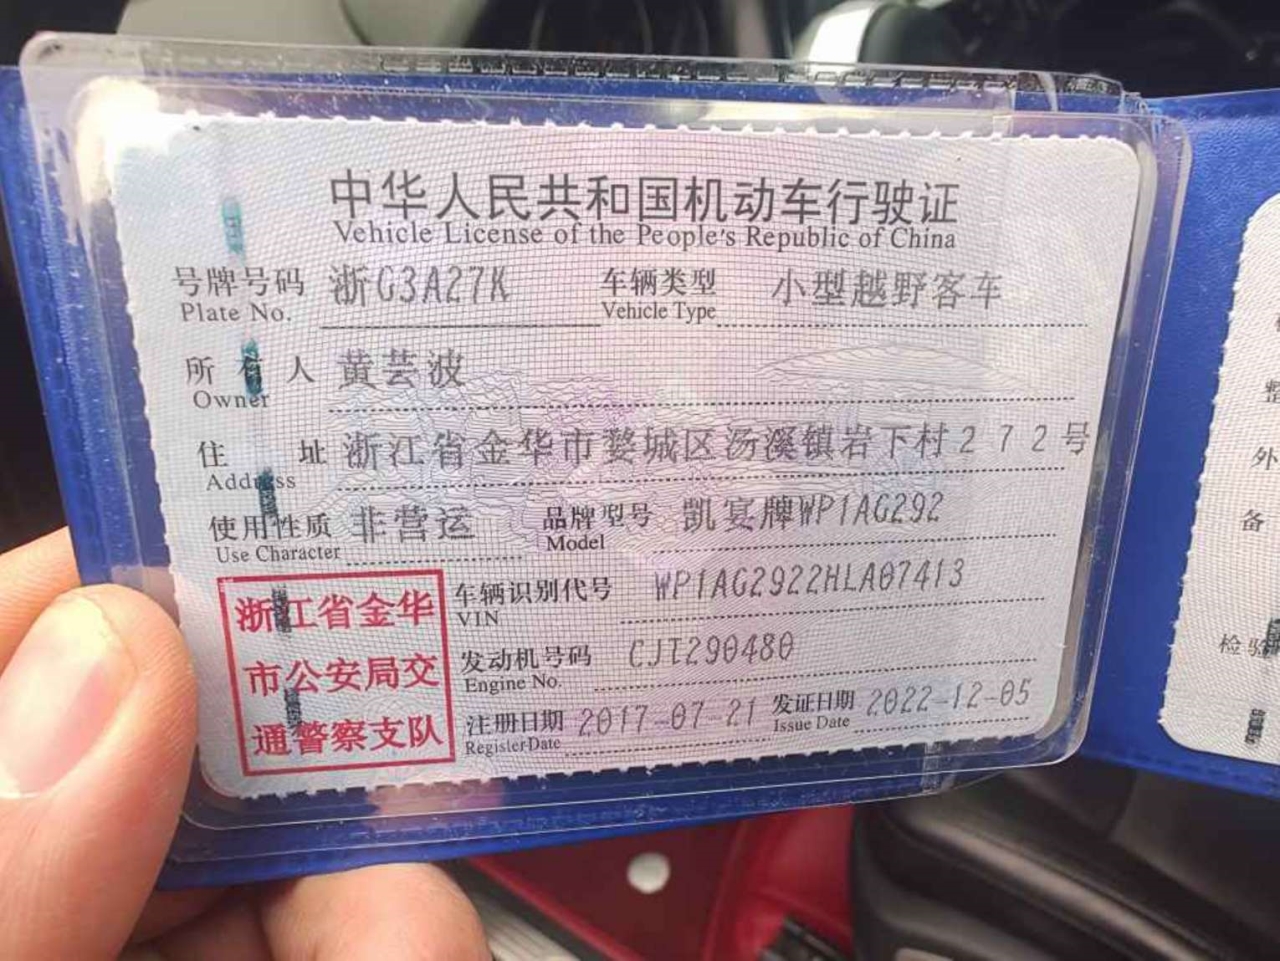 中华人民共和国机动车行驶证
Vehicle License of the People's Republic of China
号牌号码 浙G3A27K 车辆类型 小型越野客车
Plate No. Vehicle Type
所有人 黄芸波
Owner
住址 浙江省金华市婺城区汤溪镇岩下村272号
Address
使用性质 非营运 品牌型号 凯宴牌WP1AG292
Use Character Model
车辆识别代号 WP1AG2922HLA07413
VIN
发动机号码 CJT290480
Engine No.
注册日期 2017-07-21 发证日期 2022-12-05
Register Date Issue Date
浙江省金华
市公安局交
通警察支队
整
外
备
检验